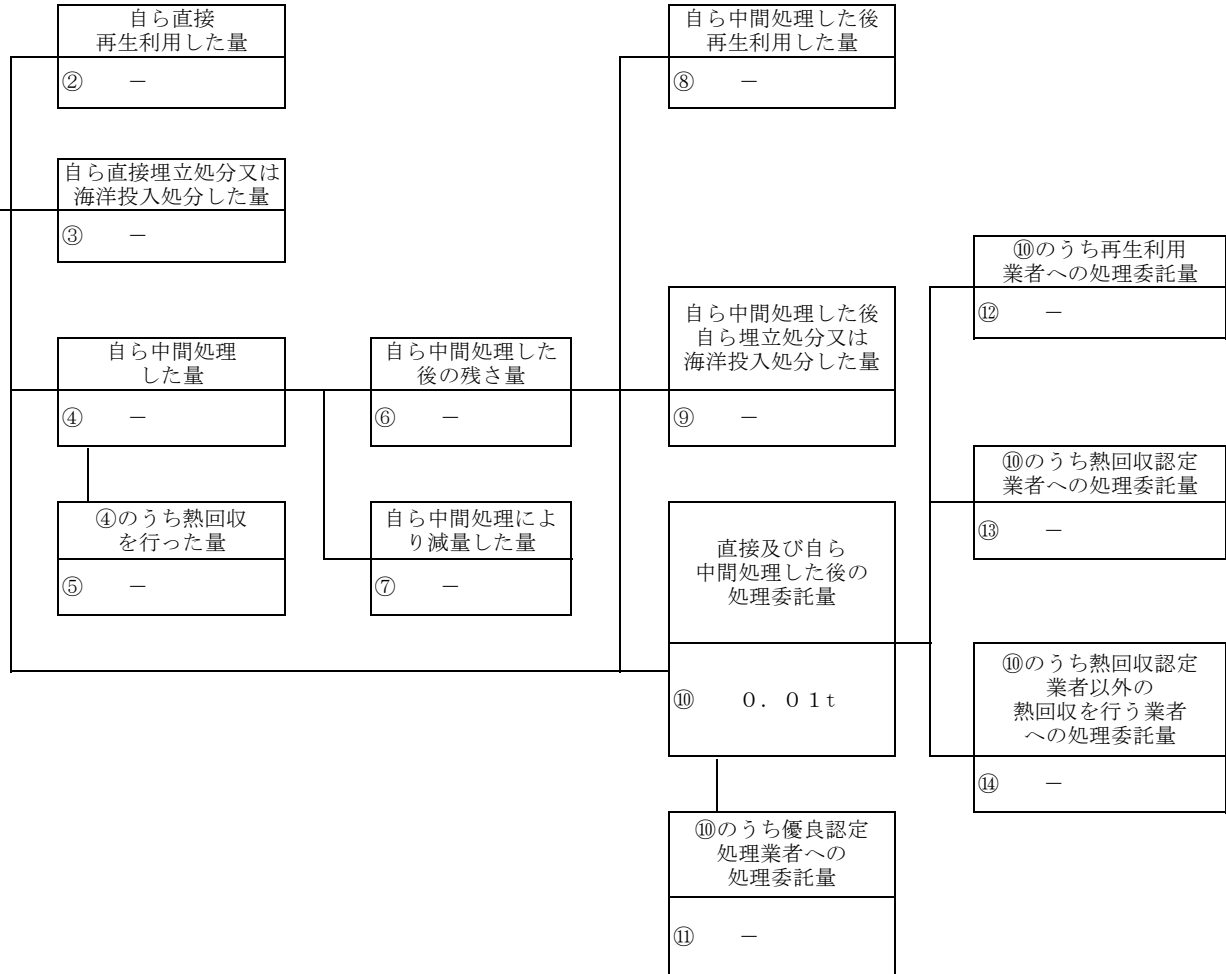 自ら直接
再生利用した量
② －
自ら直接埋立処分又は
海洋投入処分した量
③ －
自ら中間処理
した量
④ －
④のうち熱回収
を行った量
⑤ －
自ら中間処理した
後の残さ量
⑥ －
自ら中間処理によ
り減量した量
⑦ －
自ら中間処理した後
再生利用した量
⑧ －
自ら中間処理した後
自ら埋立処分又は
海洋投入処分した量
⑨ －
直接及び自ら
中間処理した後の
処理委託量
⑩ ０．０１ｔ
⑩のうち優良認定
処理業者への
処理委託量
⑪ －
⑩のうち再生利用
業者への処理委託量
⑫ －
⑩のうち熱回収認定
業者への処理委託量
⑬ －
⑩のうち熱回収認定
業者以外の
熱回収を行う業者
への処理委託量
⑭ －